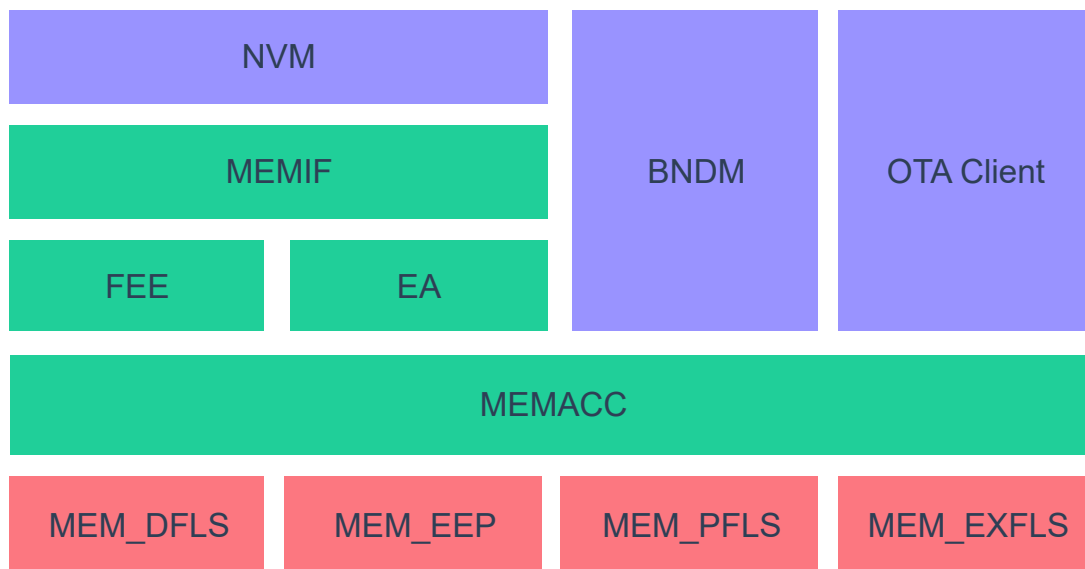 NVM
MEMIF
BNDM
OTA Client
FEE
EA
MEMACC
MEM_DFLS
MEM_EEP
MEM_PFLS
MEM_EXFLS